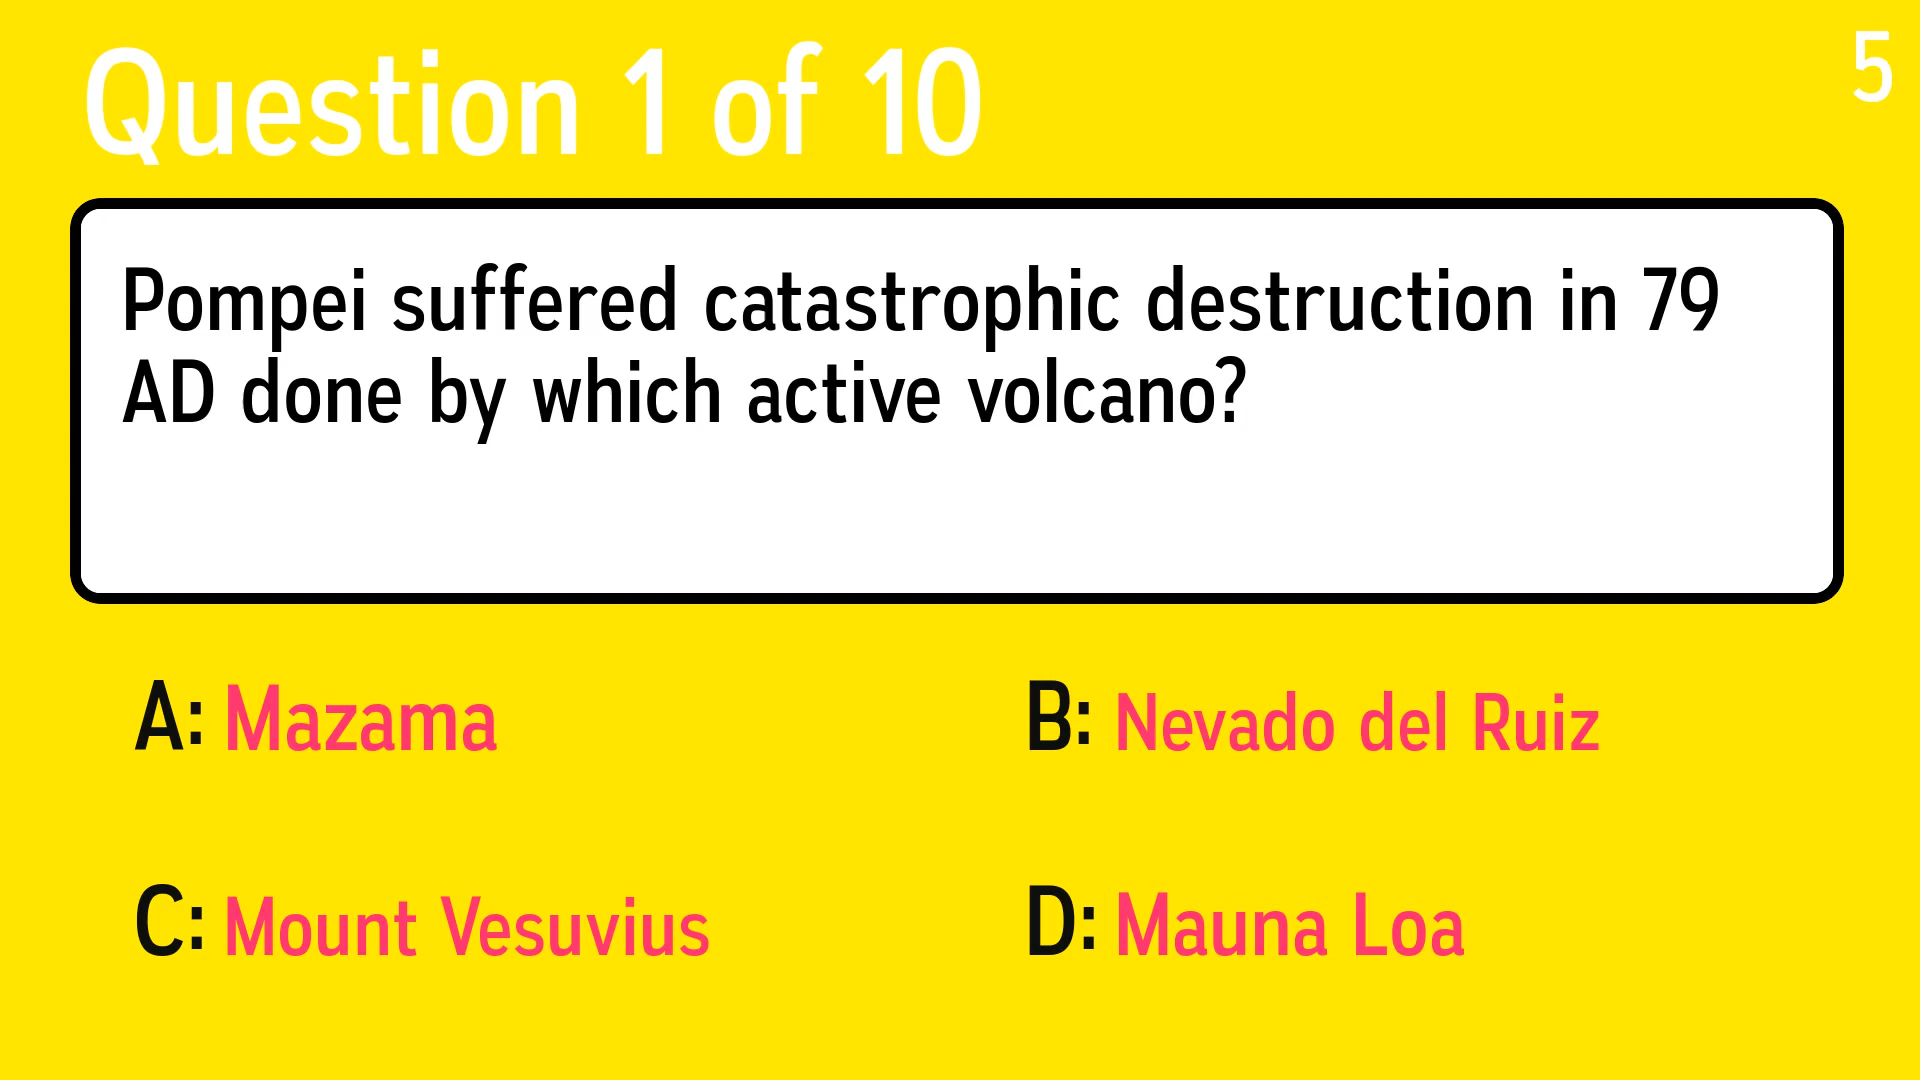 Question 1 of 10
5
Pompei suffered catastrophic destruction in 79
AD done by which active volcano?
A: Mazama
B: Nevado del Ruiz
C: Mount Vesuvius
D: Mauna Loa